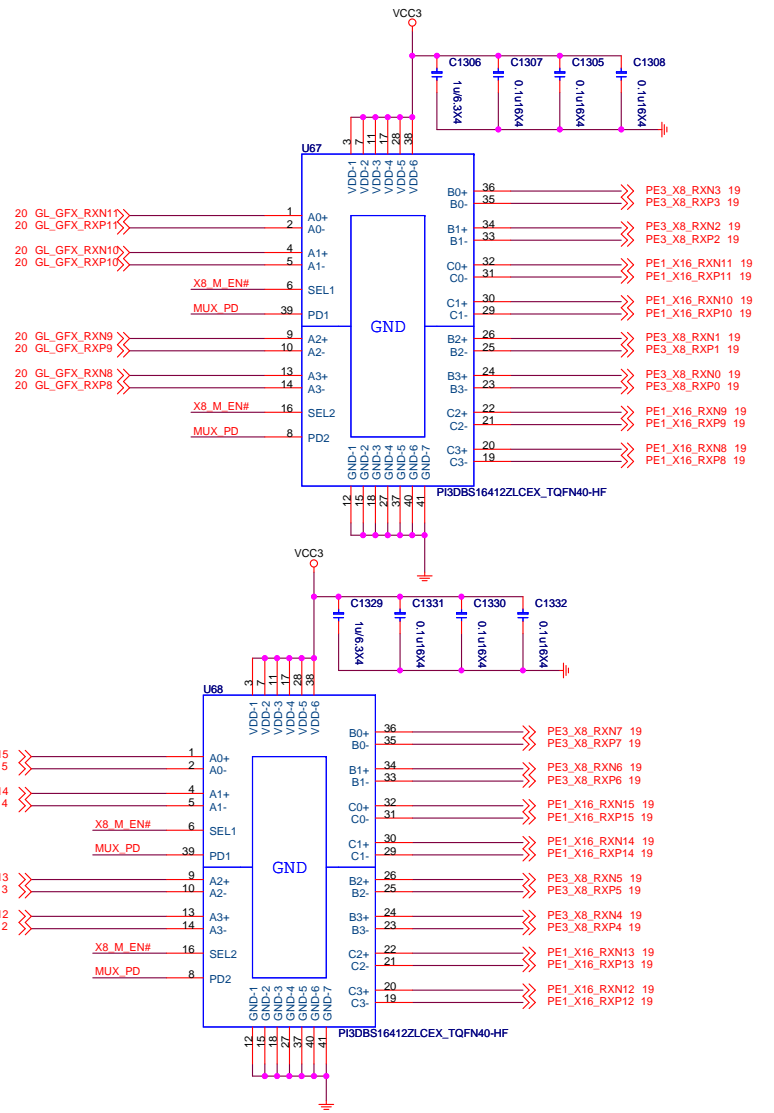 VCC3
C1306 C1307 C1305 C1308
1u/6.3X4 0.1u16X4 0.1u16X4 0.1u16X4
3 7 11 17 28 38
U67
VDD-1 VDD-2 VDD-3 VDD-4 VDD-5 VDD-6
B0+ 36 PE3_X8_RXN3 19
B0- 35 PE3_X8_RXP3 19
20 GL_GFX_RXN11 1 A0+
20 GL_GFX_RXP11 2 A0-
B1+ 34 PE3_X8_RXN2 19
B1- 33 PE3_X8_RXP2 19
20 GL_GFX_RXN10 4 A1+
20 GL_GFX_RXP10 5 A1-
C0+ 32 PE1_X16_RXN11 19
C0- 31 PE1_X16_RXP11 19
X8_M_EN# 6 SEL1
C1+ 30 PE1_X16_RXN10 19
C1- 29 PE1_X16_RXP10 19
MUX_PD 39 PD1
GND
20 GL_GFX_RXN9 9 A2+
20 GL_GFX_RXP9 10 A2-
B2+ 26 PE3_X8_RXN1 19
B2- 25 PE3_X8_RXP1 19
20 GL_GFX_RXN8 13 A3+
20 GL_GFX_RXP8 14 A3-
B3+ 24 PE3_X8_RXN0 19
B3- 23 PE3_X8_RXP0 19
X8_M_EN# 16 SEL2
C2+ 22 PE1_X16_RXN9 19
C2- 21 PE1_X16_RXP9 19
MUX_PD 8 PD2
C3+ 20 PE1_X16_RXN8 19
C3- 19 PE1_X16_RXP8 19
GND-1 GND-2 GND-3 GND-4 GND-5 GND-6 GND-7
PI3DBS16412ZLCEX_TQFN40-HF
12 15 18 27 37 40 41
VCC3
C1329 C1331 C1330 C1332
1u/6.3X4 0.1u16X4 0.1u16X4 0.1u16X4
3 7 11 17 28 38
U68
VDD-1 VDD-2 VDD-3 VDD-4 VDD-5 VDD-6
B0+ 36 PE3_X8_RXN7 19
B0- 35 PE3_X8_RXP7 19
5 1 A0+
5 2 A0-
B1+ 34 PE3_X8_RXN6 19
B1- 33 PE3_X8_RXP6 19
4 4 A1+
4 5 A1-
C0+ 32 PE1_X16_RXN15 19
C0- 31 PE1_X16_RXP15 19
X8_M_EN# 6 SEL1
C1+ 30 PE1_X16_RXN14 19
C1- 29 PE1_X16_RXP14 19
MUX_PD 39 PD1
GND
13 9 A2+
3 10 A2-
B2+ 26 PE3_X8_RXN5 19
B2- 25 PE3_X8_RXP5 19
12 13 A3+
2 14 A3-
B3+ 24 PE3_X8_RXN4 19
B3- 23 PE3_X8_RXP4 19
X8_M_EN# 16 SEL2
C2+ 22 PE1_X16_RXN13 19
C2- 21 PE1_X16_RXP13 19
MUX_PD 8 PD2
C3+ 20 PE1_X16_RXN12 19
C3- 19 PE1_X16_RXP12 19
GND-1 GND-2 GND-3 GND-4 GND-5 GND-6 GND-7
PI3DBS16412ZLCEX_TQFN40-HF
12 15 18 27 37 40 41